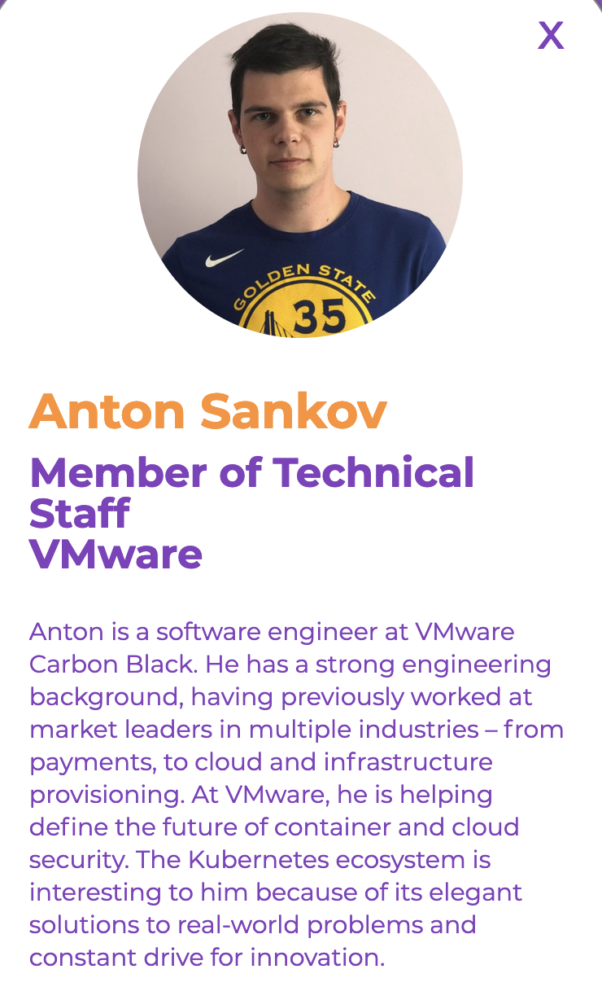 X
GOLDEN STATE
35
Anton Sankov
Member of Technical
Staff
VMware
Anton is a software engineer at VMware
Carbon Black. He has a strong engineering
background, having previously worked at
market leaders in multiple industries – from
payments, to cloud and infrastructure
provisioning. At VMware, he is helping
define the future of container and cloud
security. The Kubernetes ecosystem is
interesting to him because of its elegant
solutions to real-world problems and
constant drive for innovation.